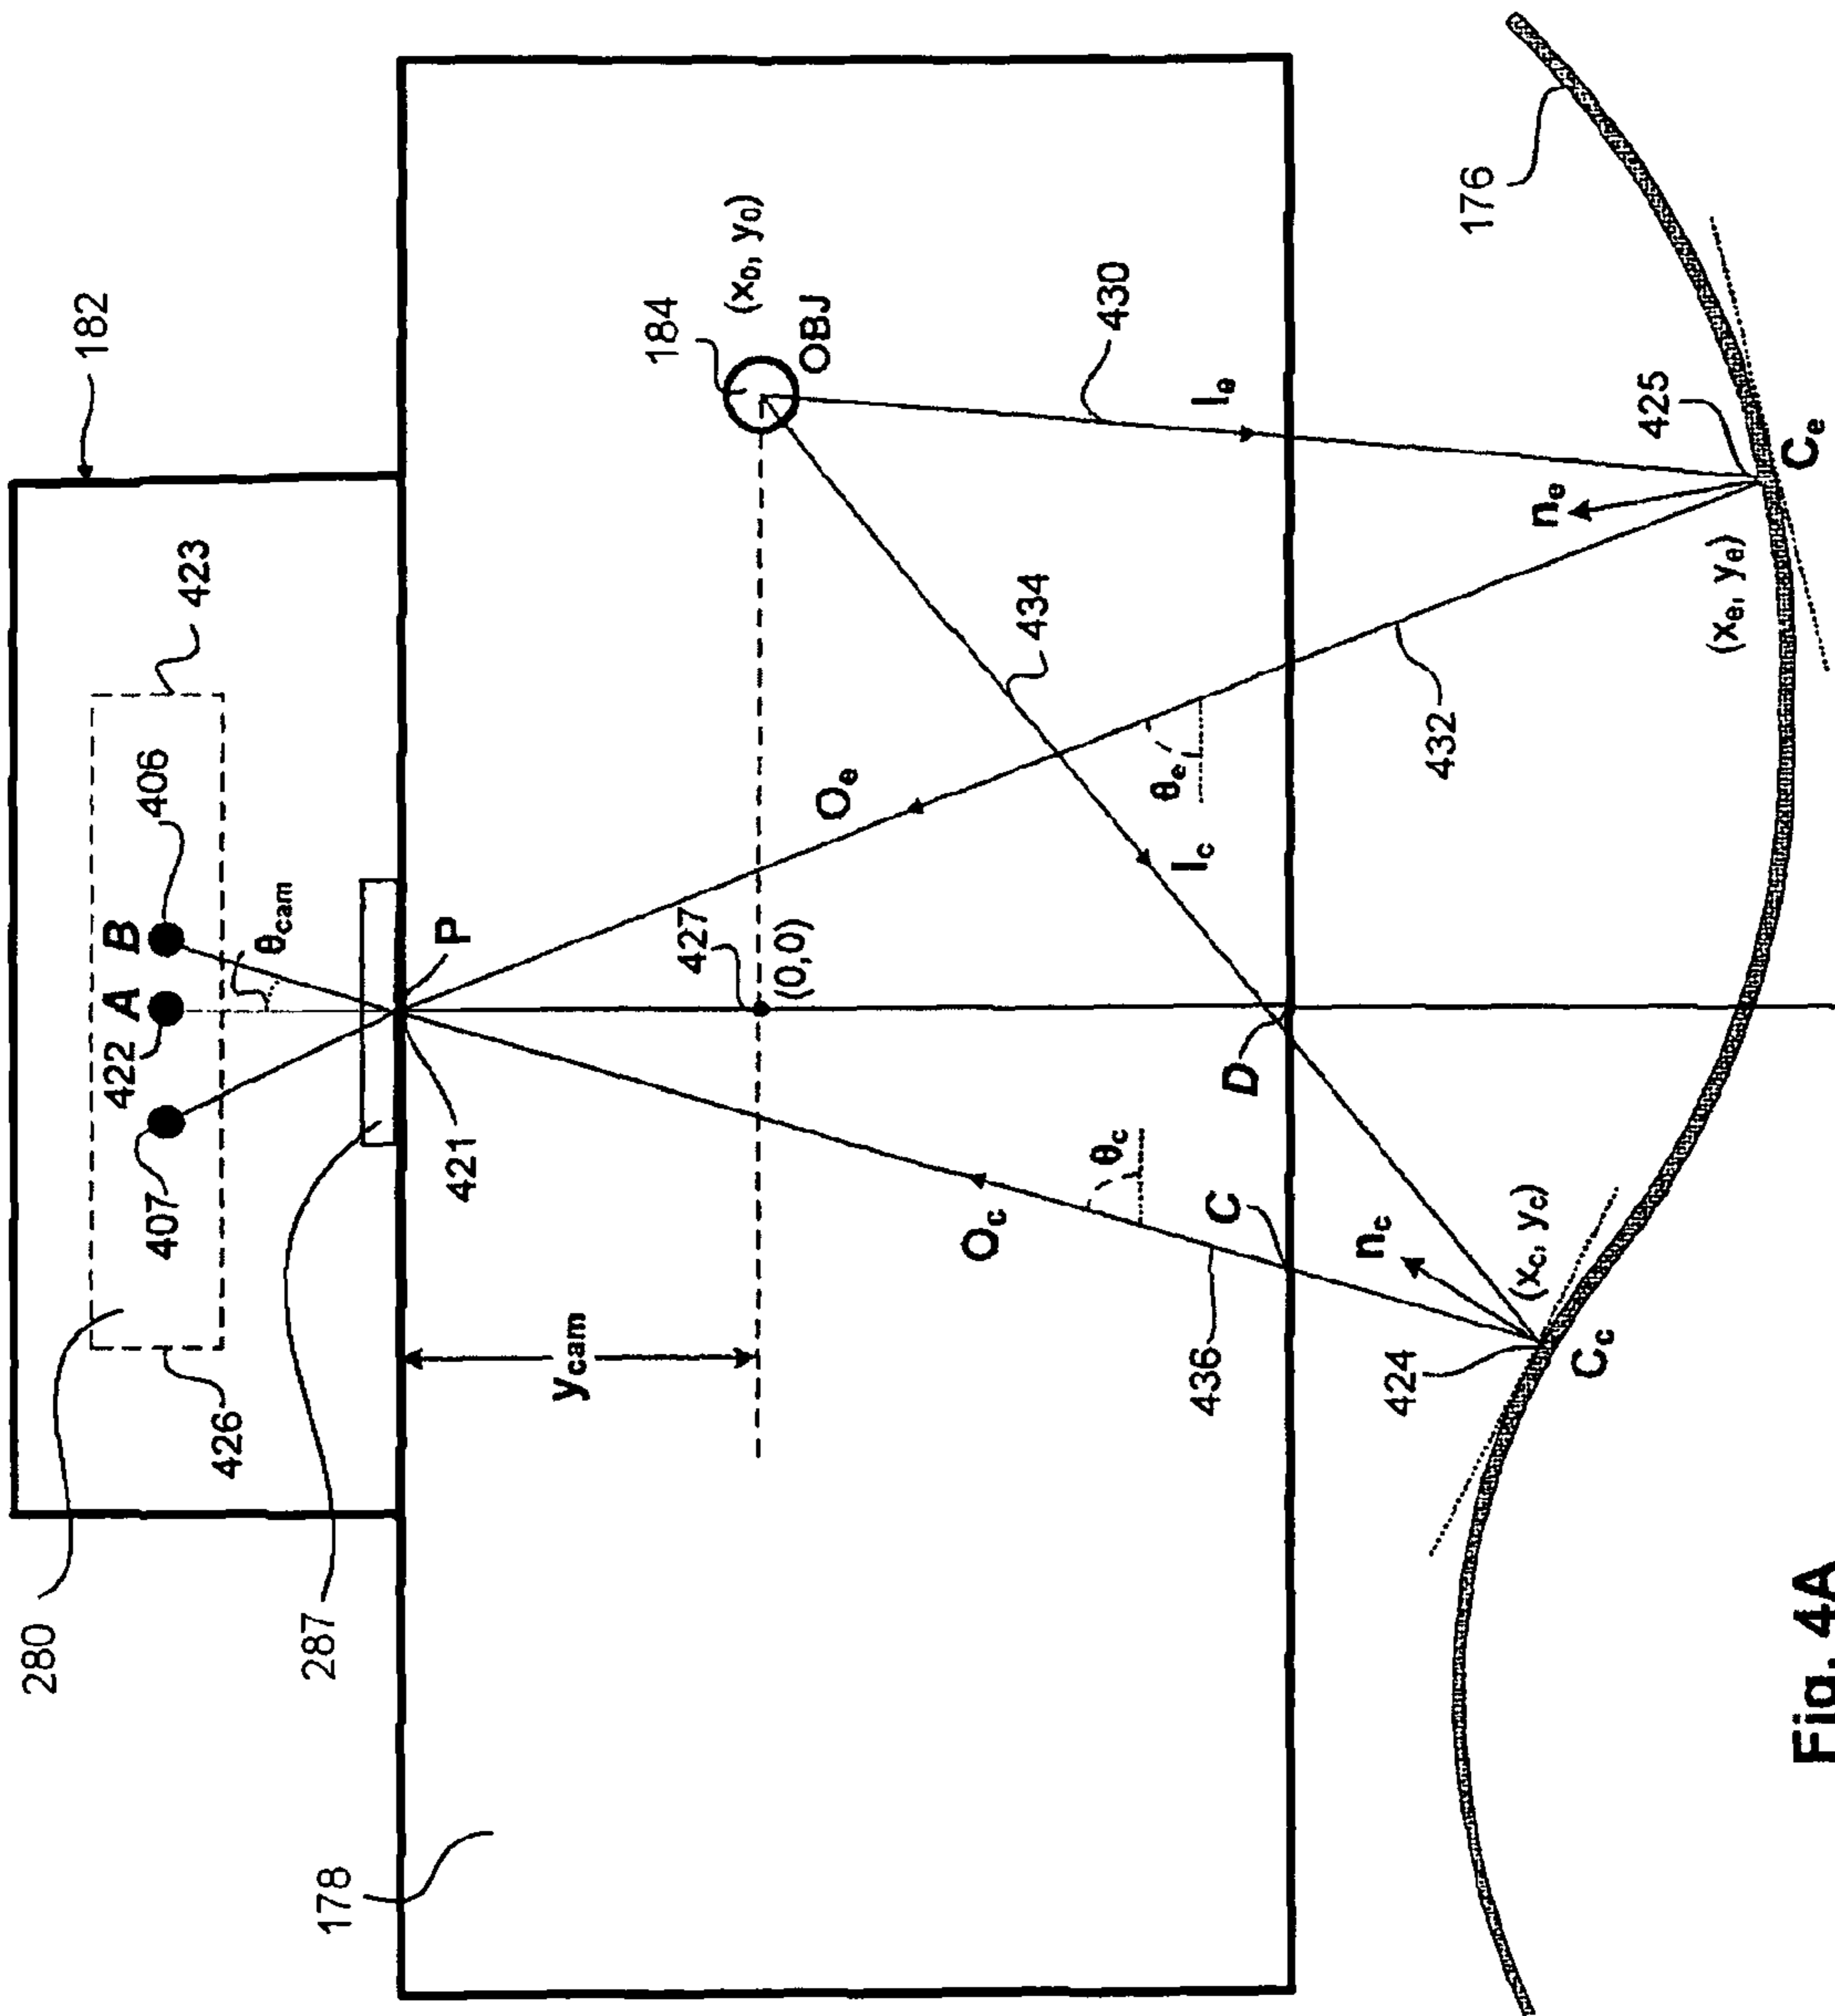 182
280
423
422
A
B
406
407
θcam
426
287
P
421
427
(0,0)
ycam
184
(x₀, y₀)
OBJ
178
Oe
434
430
Ie
θe
Ic
Oc
θc
D
C
436
432
176
nc
(xc, yc)
424
Cc
ne
(xe, ye)
425
Ce
Fig. 4A